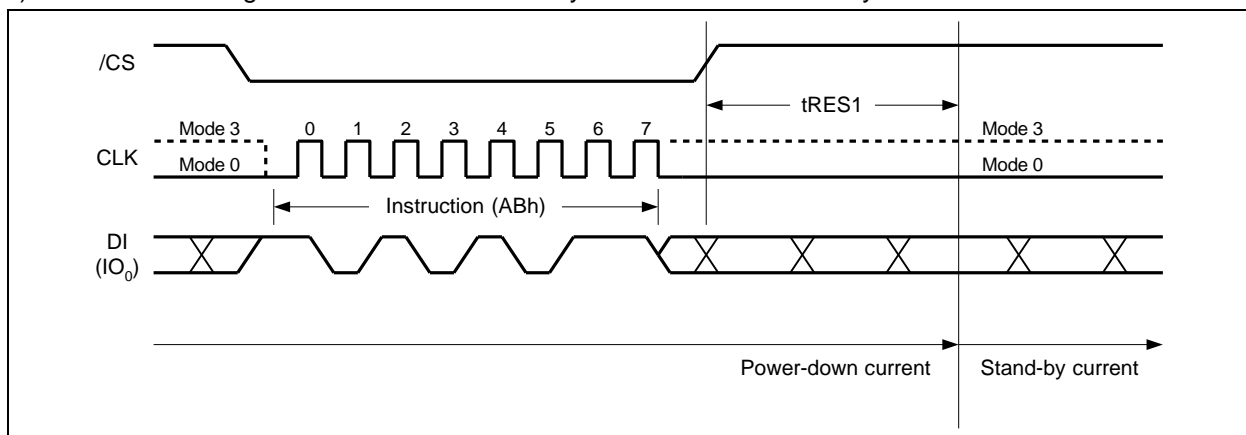 /CS
tRES1
Mode 3 0 1 2 3 4 5 6 7 Mode 3
CLK
Mode 0 Mode 0
Instruction (ABh)
DI
(IO0)
Power-down current Stand-by current